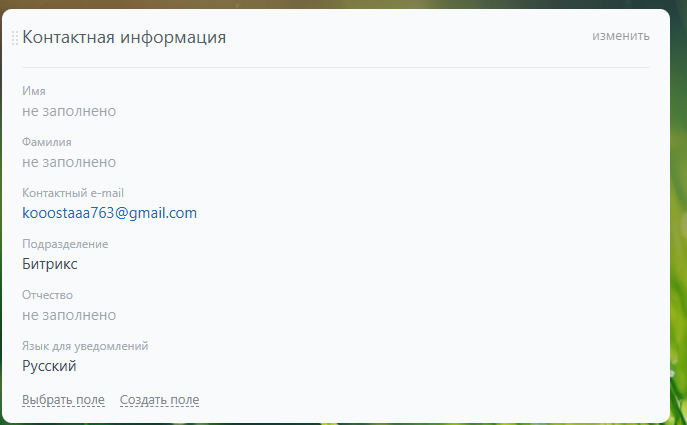 Контактная информация
изменить
Имя
не заполнено
Фамилия
не заполнено
Контактный e-mail
kooostaaa763@gmail.com
Подразделение
Битрикс
Отчество
не заполнено
Язык для уведомлений
Русский
Выбрать поле Создать поле